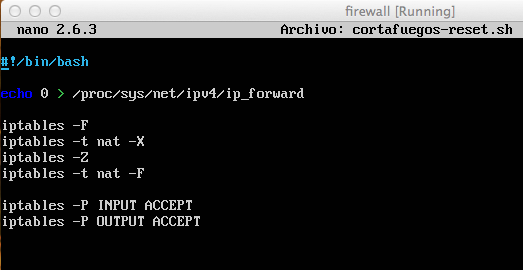 firewall [Running]
nano 2.6.3 Archivo: cortafuegos-reset.sh
#!/bin/bash
echo 0 > /proc/sys/net/ipv4/ip_forward
iptables -F
iptables -t nat -X
iptables -Z
iptables -t nat -F
iptables -P INPUT ACCEPT
iptables -P OUTPUT ACCEPT